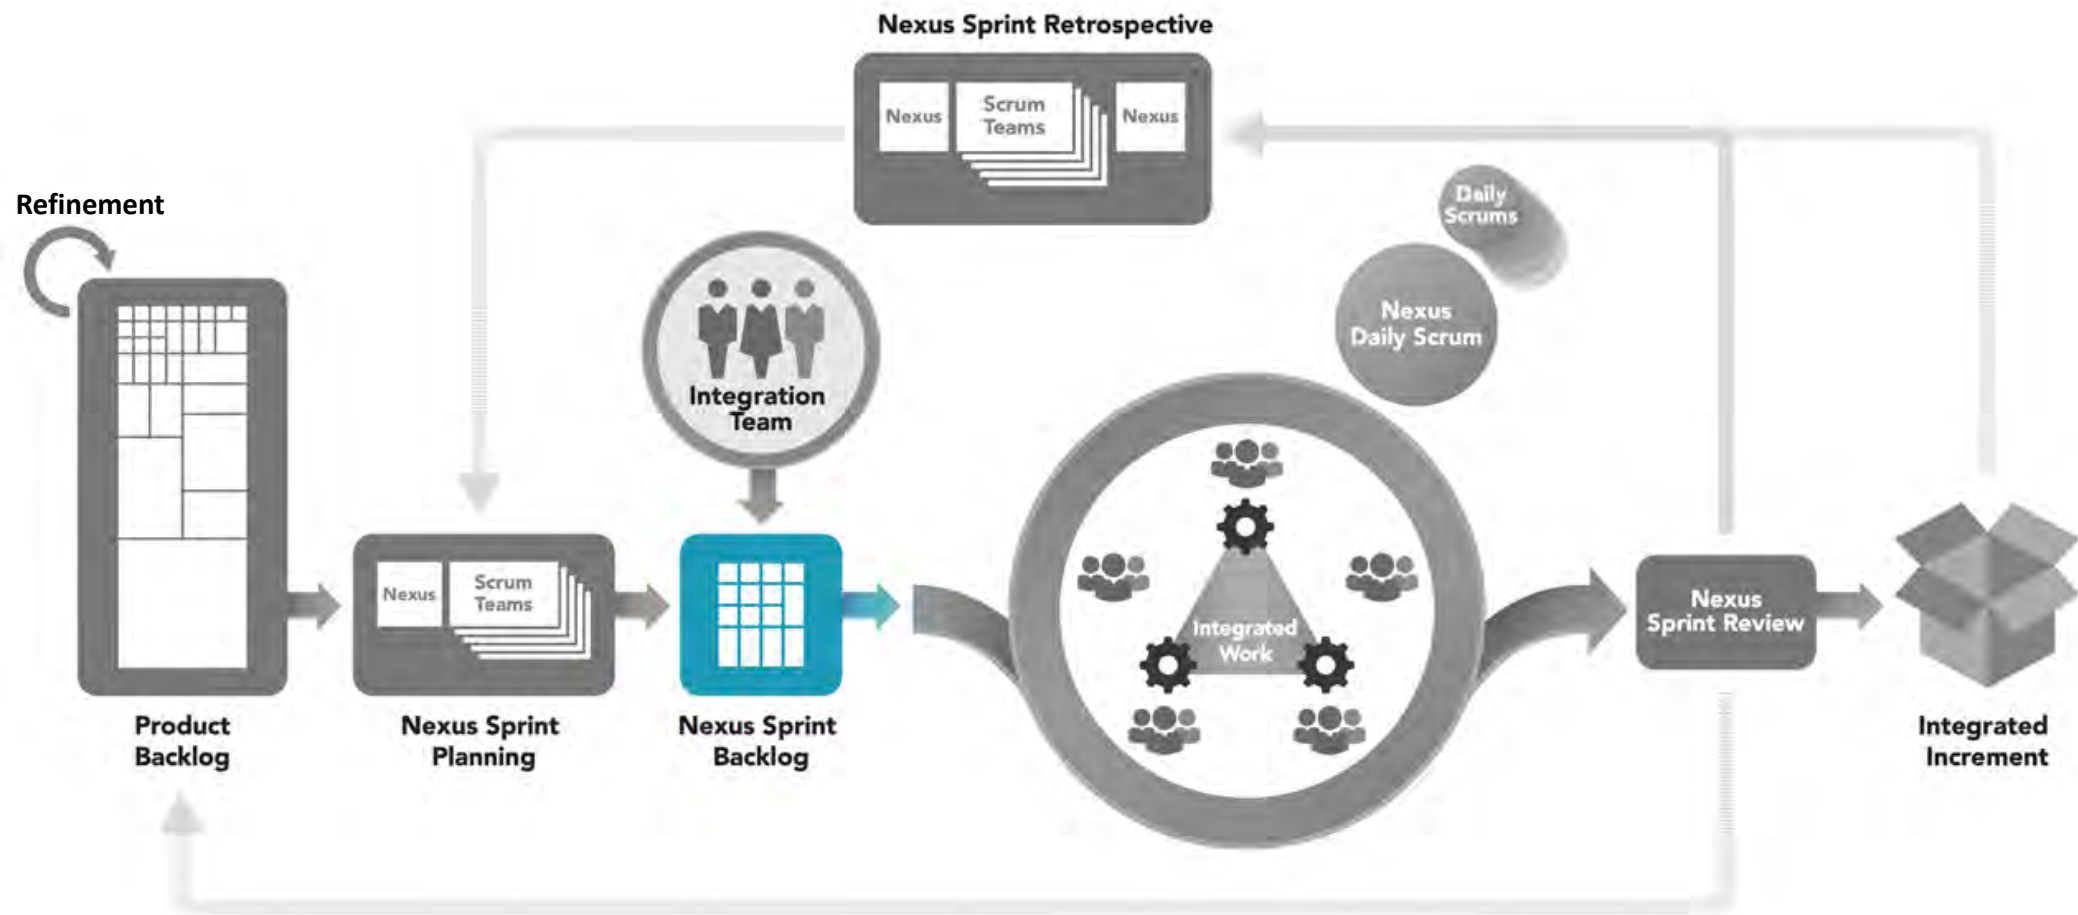 Nexus Sprint Retrospective
Nexus
Scrum
Teams
Nexus
Refinement
Daily
Scrums
Nexus
Daily Scrum
Integration
Team
Nexus
Scrum
Teams
Integrated
Work
Nexus
Sprint Review
Product
Backlog
Nexus Sprint
Planning
Nexus Sprint
Backlog
Integrated
Increment